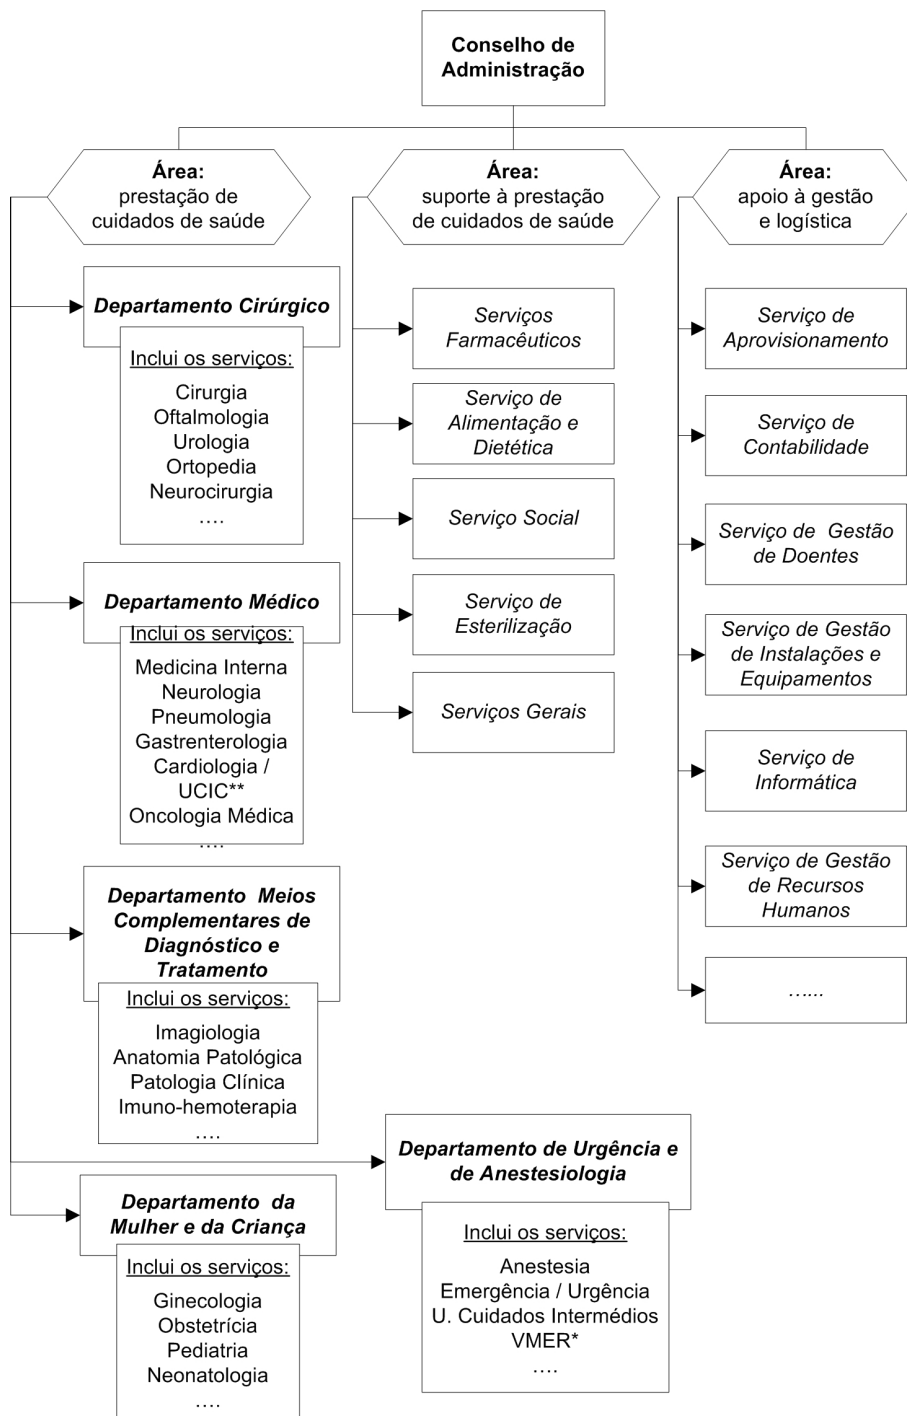 Conselho de
Administração
Área:
prestação de
cuidados de saúde
Área:
suporte à prestação
de cuidados de saúde
Área:
apoio à gestão
e logística
Departamento Cirúrgico
Inclui os serviços:
Cirurgia
Oftalmologia
Urologia
Ortopedia
Neurocirurgia
....
Departamento Médico
Inclui os serviços:
Medicina Interna
Neurologia
Pneumologia
Gastrenterologia
Cardiologia /
UCIC**
Oncologia Médica
....
Departamento Meios
Complementares de
Diagnóstico e
Tratamento
Inclui os serviços:
Imagiologia
Anatomia Patológica
Patologia Clínica
Imuno-hemoterapia
....
Departamento da
Mulher e da Criança
Inclui os serviços:
Ginecologia
Obstetrícia
Pediatria
Neonatologia
....
Departamento de Urgência e
de Anestesiologia
Inclui os serviços:
Anestesia
Emergência / Urgência
U. Cuidados Intermédios
VMER*
....
Serviços
Farmacêuticos
Serviço de
Alimentação e
Dietética
Serviço Social
Serviço de
Esterilização
Serviços Gerais
Serviço de
Aprovisionamento
Serviço de
Contabilidade
Serviço de Gestão
de Doentes
Serviço de Gestão
de Instalações e
Equipamentos
Serviço de
Informática
Serviço de Gestão
de Recursos
Humanos
......